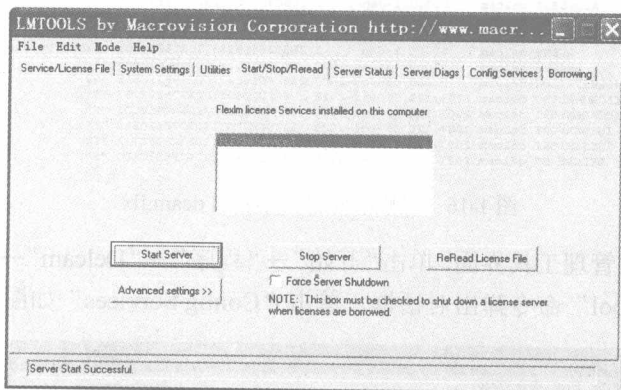 LMTOOLS by Macrovision Corporation http://www.macr...
File Edit Mode Help
Service/License File System Settings Utilities Start/Stop/Reread Server Status Server Diags Config Services Borrowing
Flexlm license Services installed on this computer
Start Server Stop Server ReRead License File
Force Server Shutdown
Advanced settings >>
NOTE: This box must be checked to shut down a license server
when licenses are borrowed.
Server Start Successful.